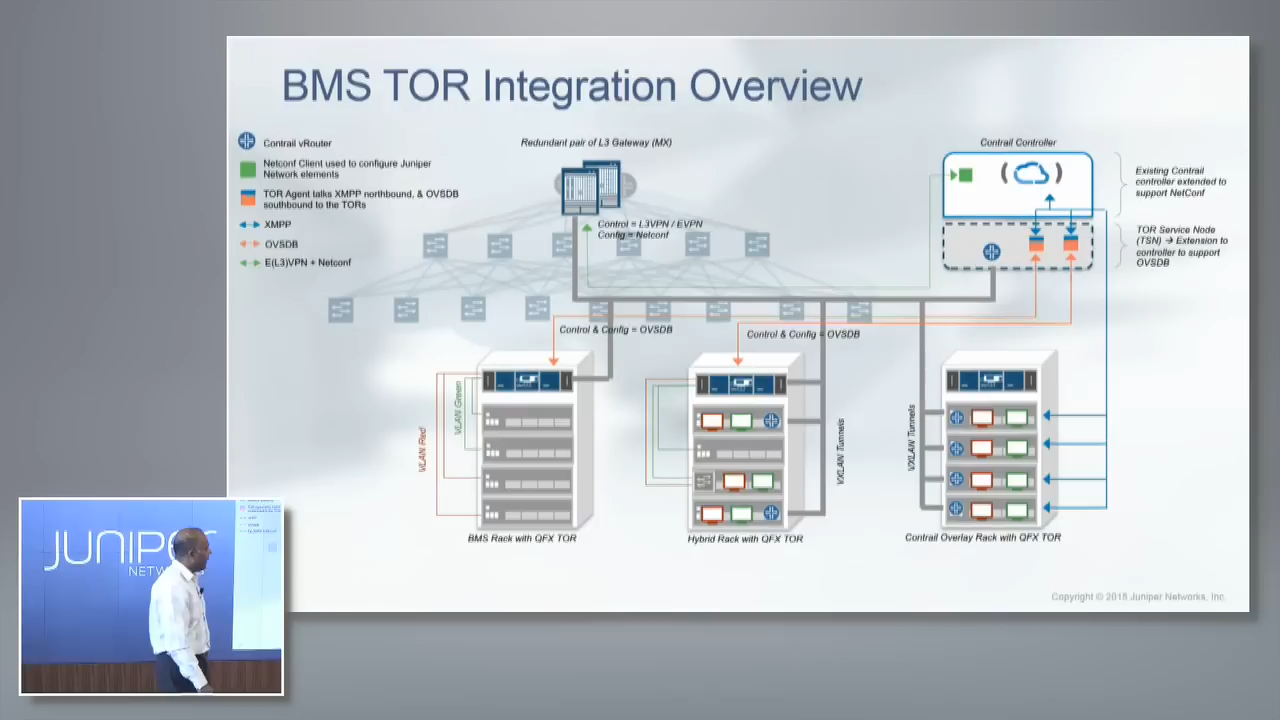 BMS TOR Integration Overview
Contrail vRouter
Netconf Client used to configure Juniper
Network elements
TOR Agent talks XMPP northbound, & OVSDB
southbound to the TORs
XMPP
OVSDB
E(L3)VPN + Netconf
Redundant pair of L3 Gateway (MX)
Control = L3VPN / EVPN
Config = Netconf
Contrail Controller
Existing Contrail
controller extended to
support NetConf
TOR Service Node
(TSN) → Extension to
controller to support
OVSDB
Control & Config = OVSDB
Control & Config = OVSDB
VLAN Red
VLAN Green
VXLAN Tunnels
VXLAN Tunnels
BMS Rack with QFX TOR
Hybrid Rack with QFX TOR
Contrail Overlay Rack with QFX TOR
Copyright © 2015 Juniper Networks, Inc.
JUNIPER